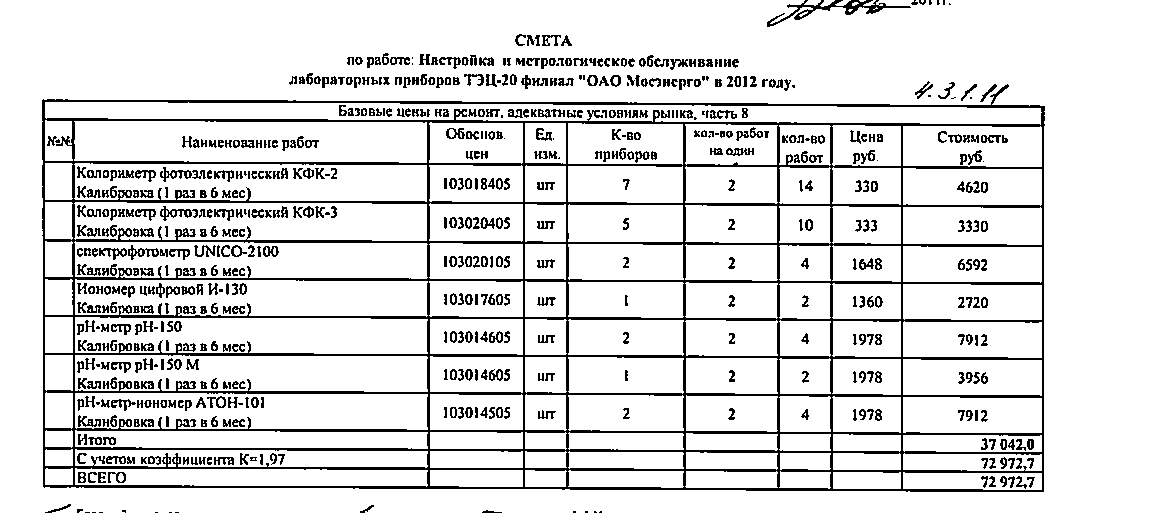 2011г.
СМЕТА
по работе: Настройка и метрологическое обслуживание
лабораторных приборов ТЭЦ-20 филиал "ОАО Мосэнерго" в 2012 году.
4.3.1.11
Базовые цены на ремонт, адекватные условиям рынка, часть 8
№№ Наименование работ Обоснов. цен Ед. изм. К-во приборов кол-во работ на один кол-во работ Цена руб. Стоимость руб.
Колориметр фотоэлектрический КФК-2
Калибровка (1 раз в 6 мес) 103018405 шт 7 2 14 330 4620
Колориметр фотоэлектрический КФК-3
Калибровка (1 раз в 6 мес) 103020405 шт 5 2 10 333 3330
спектрофотометр UNICO-2100
Калибровка (1 раз в 6 мес) 103020105 шт 2 2 4 1648 6592
Иономер цифровой И-130
Калибровка (1 раз в 6 мес) 103017605 шт 1 2 2 1360 2720
рН-метр рН-150
Калибровка (1 раз в 6 мес) 103014605 шт 2 2 4 1978 7912
рН-метр рН-150 М
Калибровка (1 раз в 6 мес) 103014605 шт 1 2 2 1978 3956
рН-метр-иономер АТОН-101
Калибровка (1 раз в 6 мес) 103014505 шт 2 2 4 1978 7912
Итого 37 042,0
С учетом коэффициента К=1,97 72 972,7
ВСЕГО 72 972,7